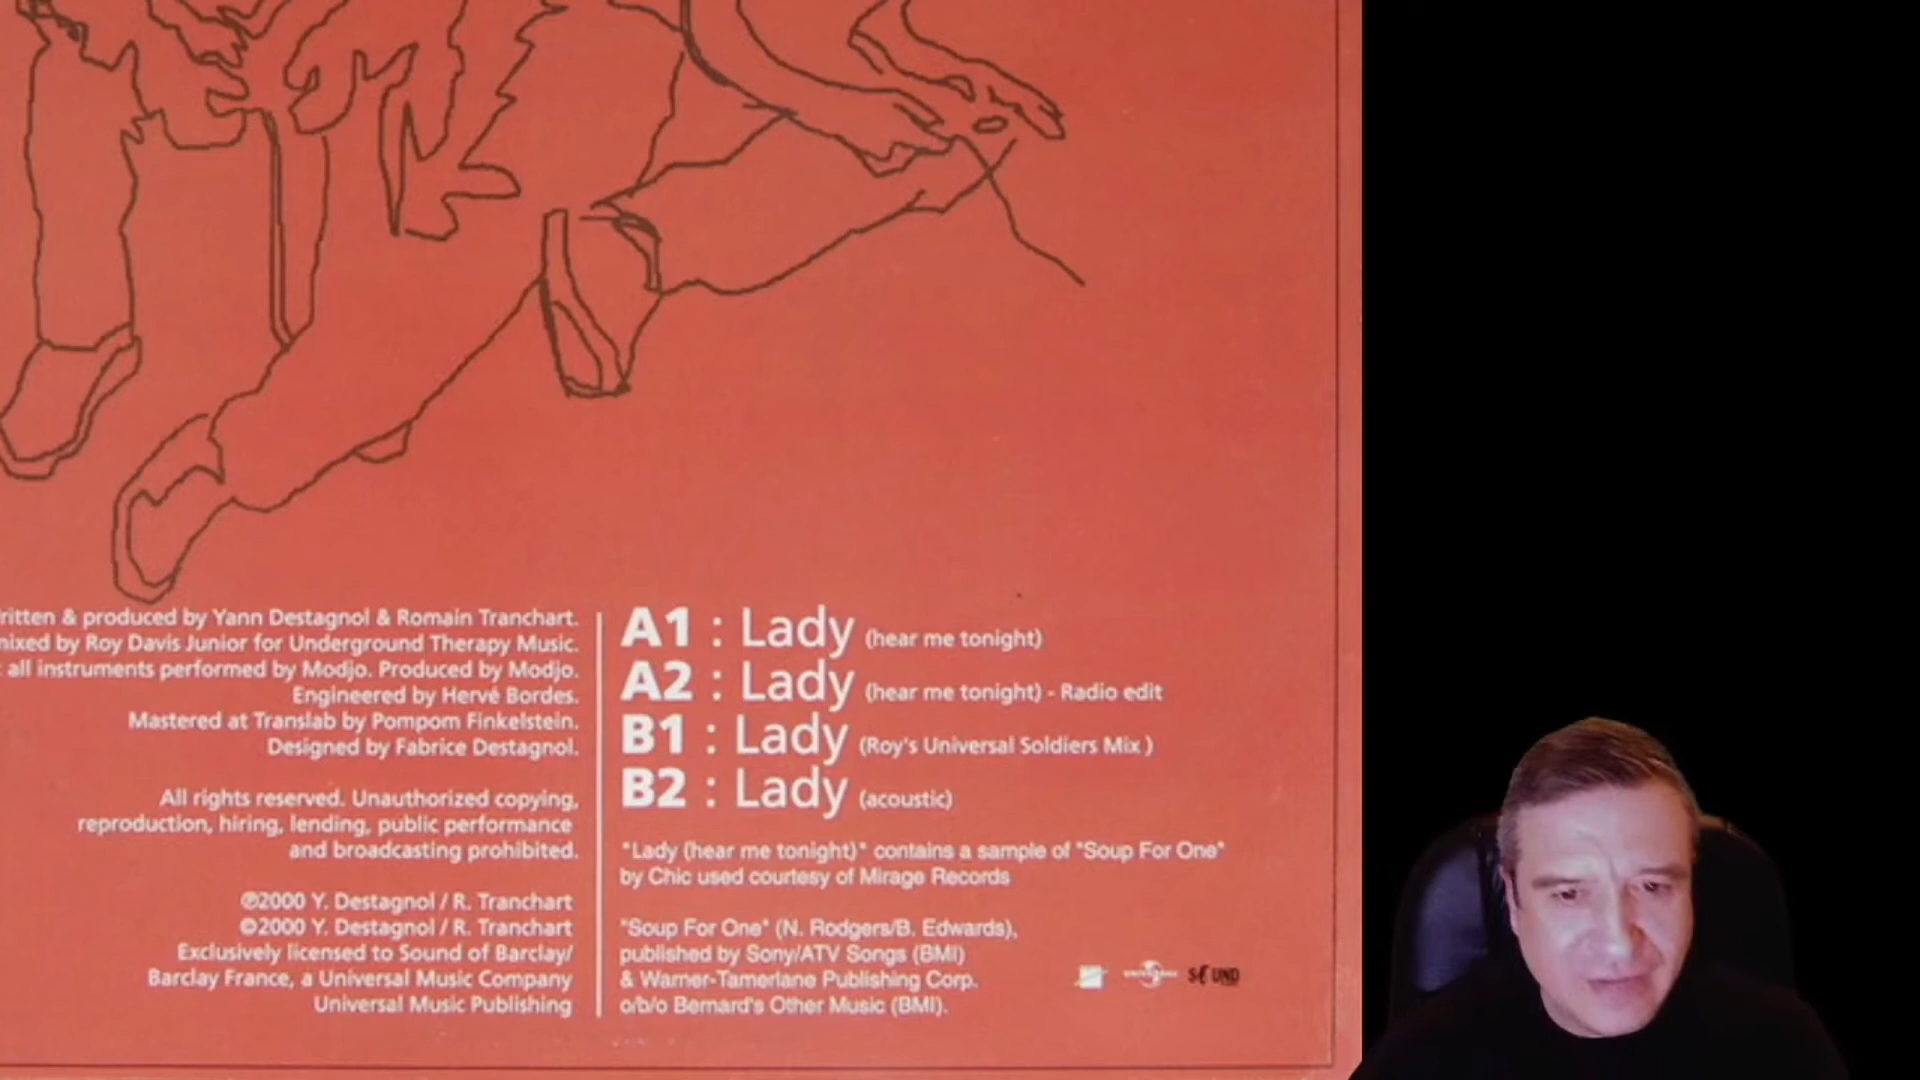 ritten & produced by Yann Destagnol & Romain Tranchart.
mixed by Roy Davis Junior for Underground Therapy Music.
: all instruments performed by Modjo. Produced by Modjo.
Engineered by Hervé Bordes.
Mastered at Translab by Pompom Finkelstein.
Designed by Fabrice Destagnol.
All rights reserved. Unauthorized copying,
reproduction, hiring, lending, public performance
and broadcasting prohibited.
℗2000 Y. Destagnol / R. Tranchart
©2000 Y. Destagnol / R. Tranchart
Exclusively licensed to Sound of Barclay/
Barclay France, a Universal Music Company
Universal Music Publishing
A1 : Lady (hear me tonight)
A2 : Lady (hear me tonight) - Radio edit
B1 : Lady (Roy's Universal Soldiers Mix )
B2 : Lady (acoustic)
"Lady (hear me tonight)" contains a sample of "Soup For One"
by Chic used courtesy of Mirage Records
"Soup For One" (N. Rodgers/B. Edwards),
published by Sony/ATV Songs (BMI)
& Warner-Tamerlane Publishing Corp.
o/b/o Bernard's Other Music (BMI).
UNIVERSAL